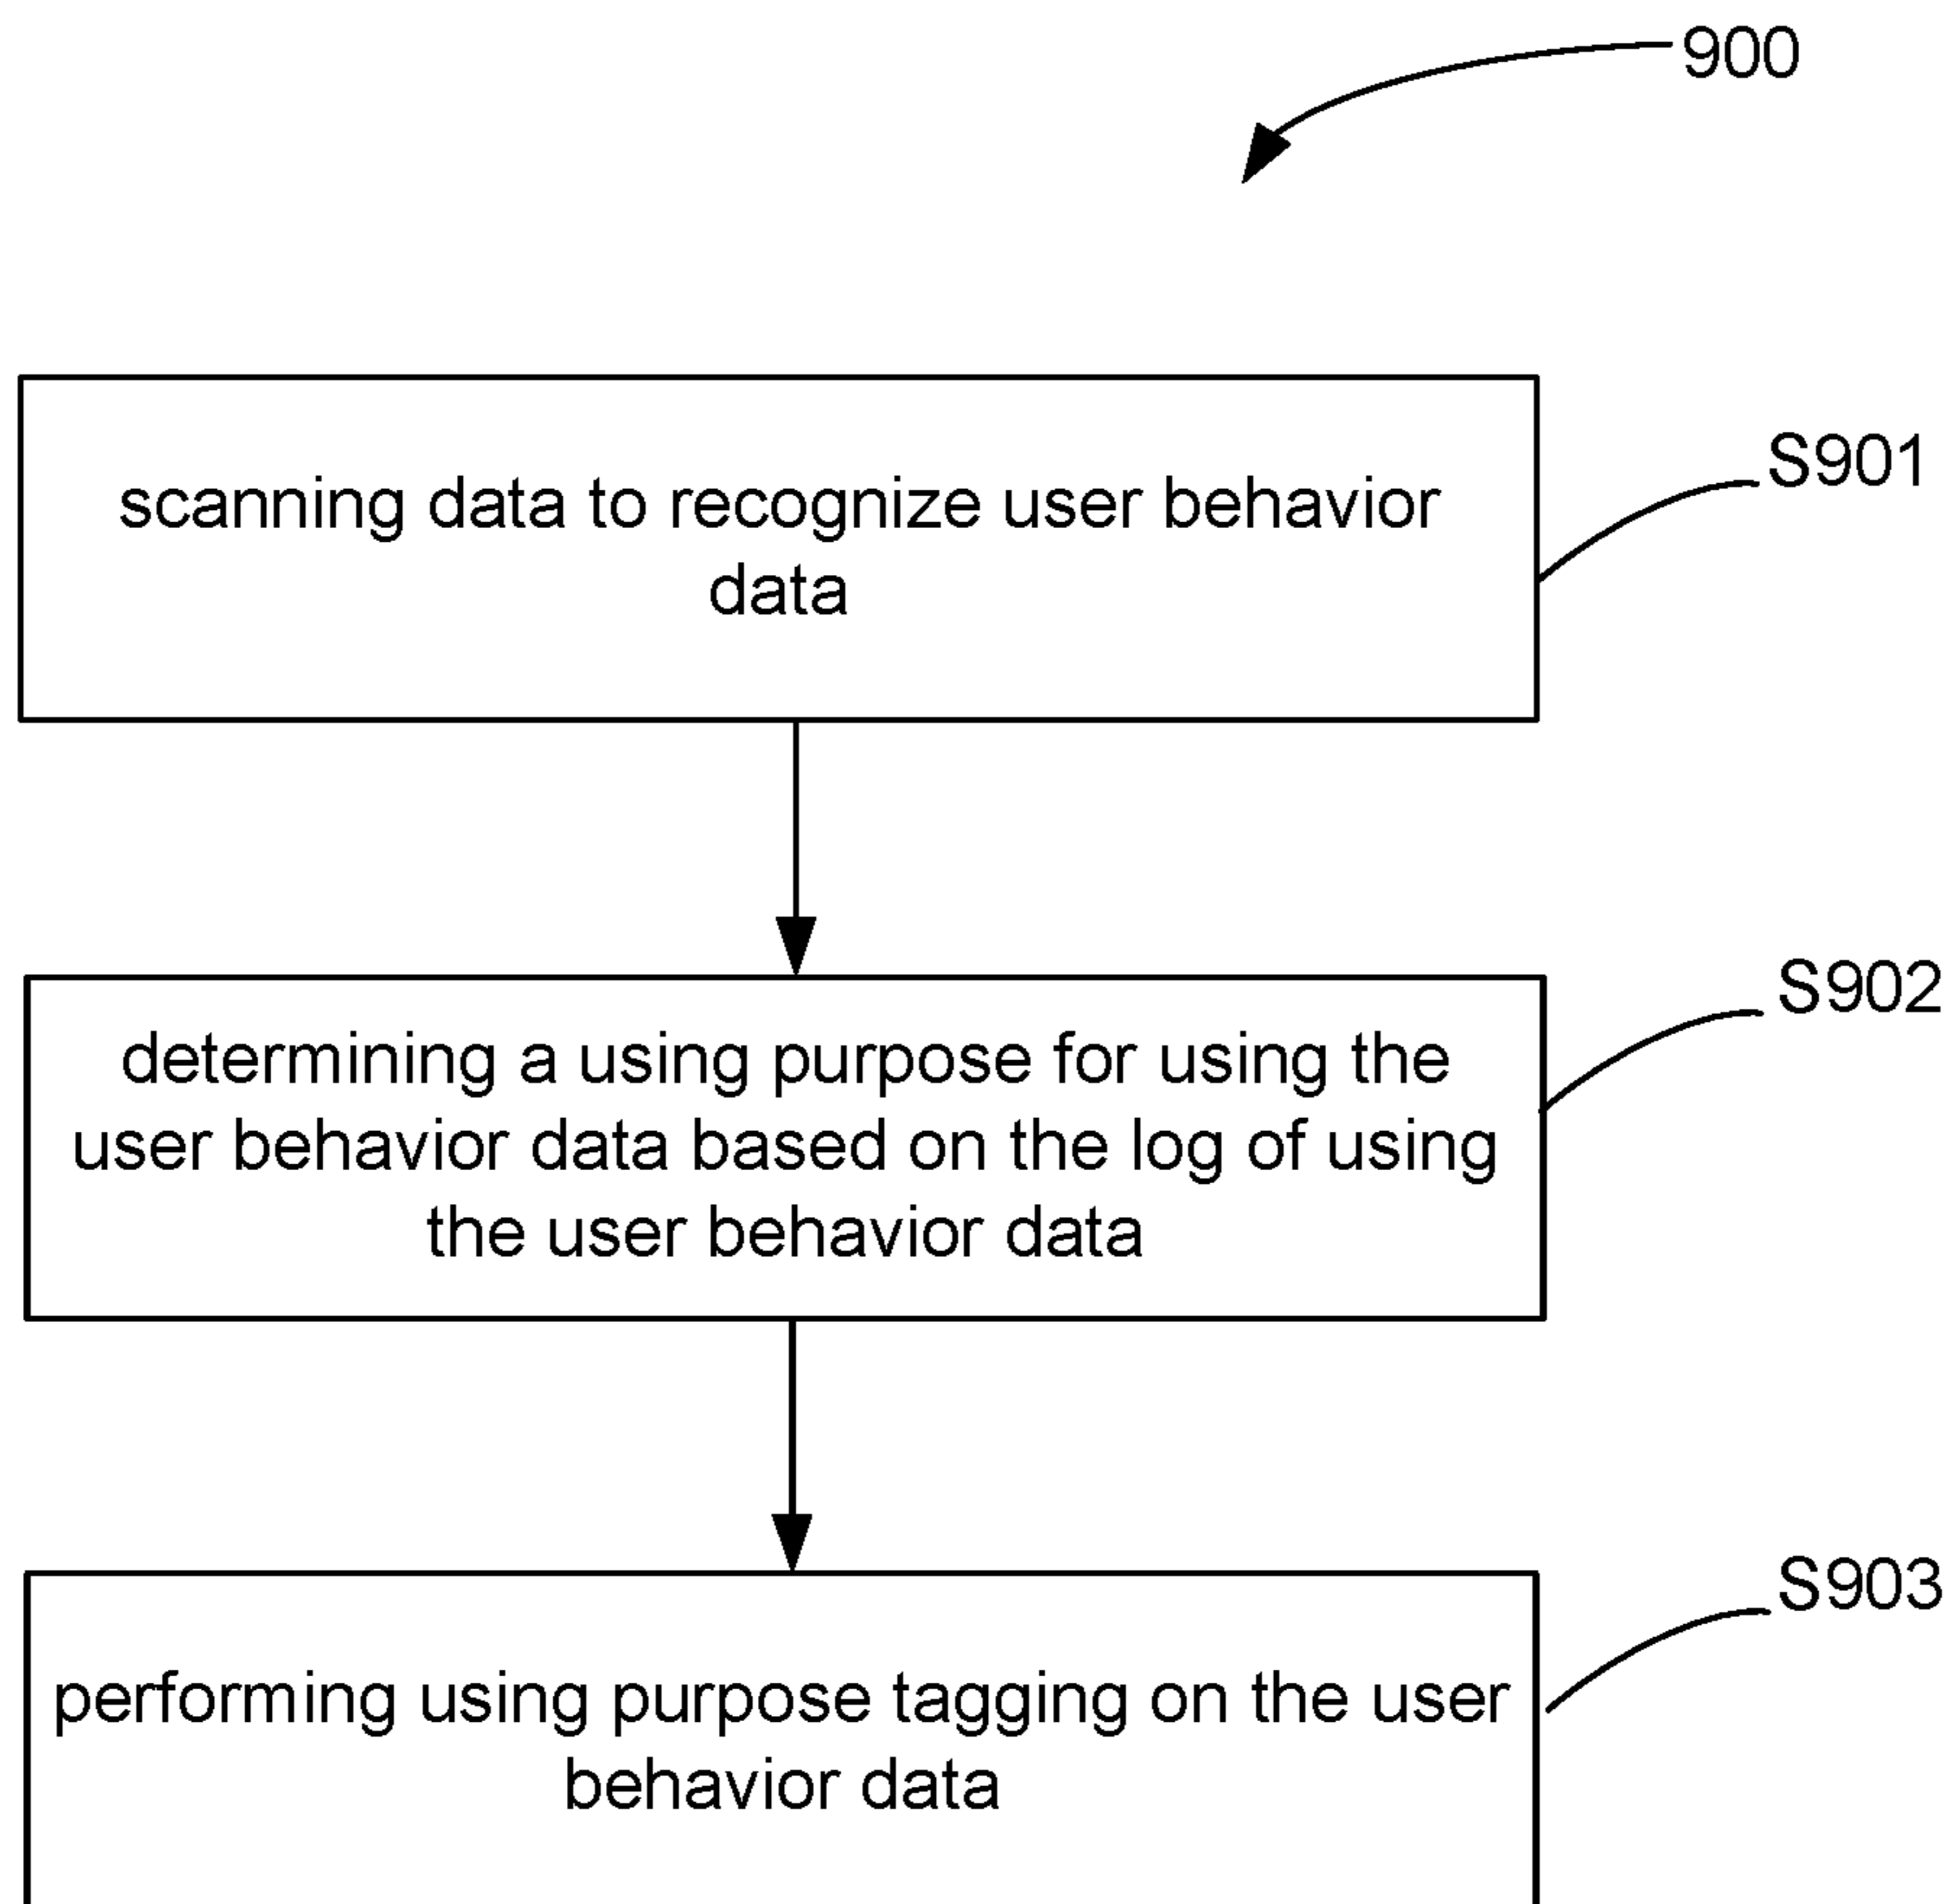 900
scanning data to recognize user behavior
data
S901
determining a using purpose for using the
user behavior data based on the log of using
the user behavior data
S902
performing using purpose tagging on the user
behavior data
S903